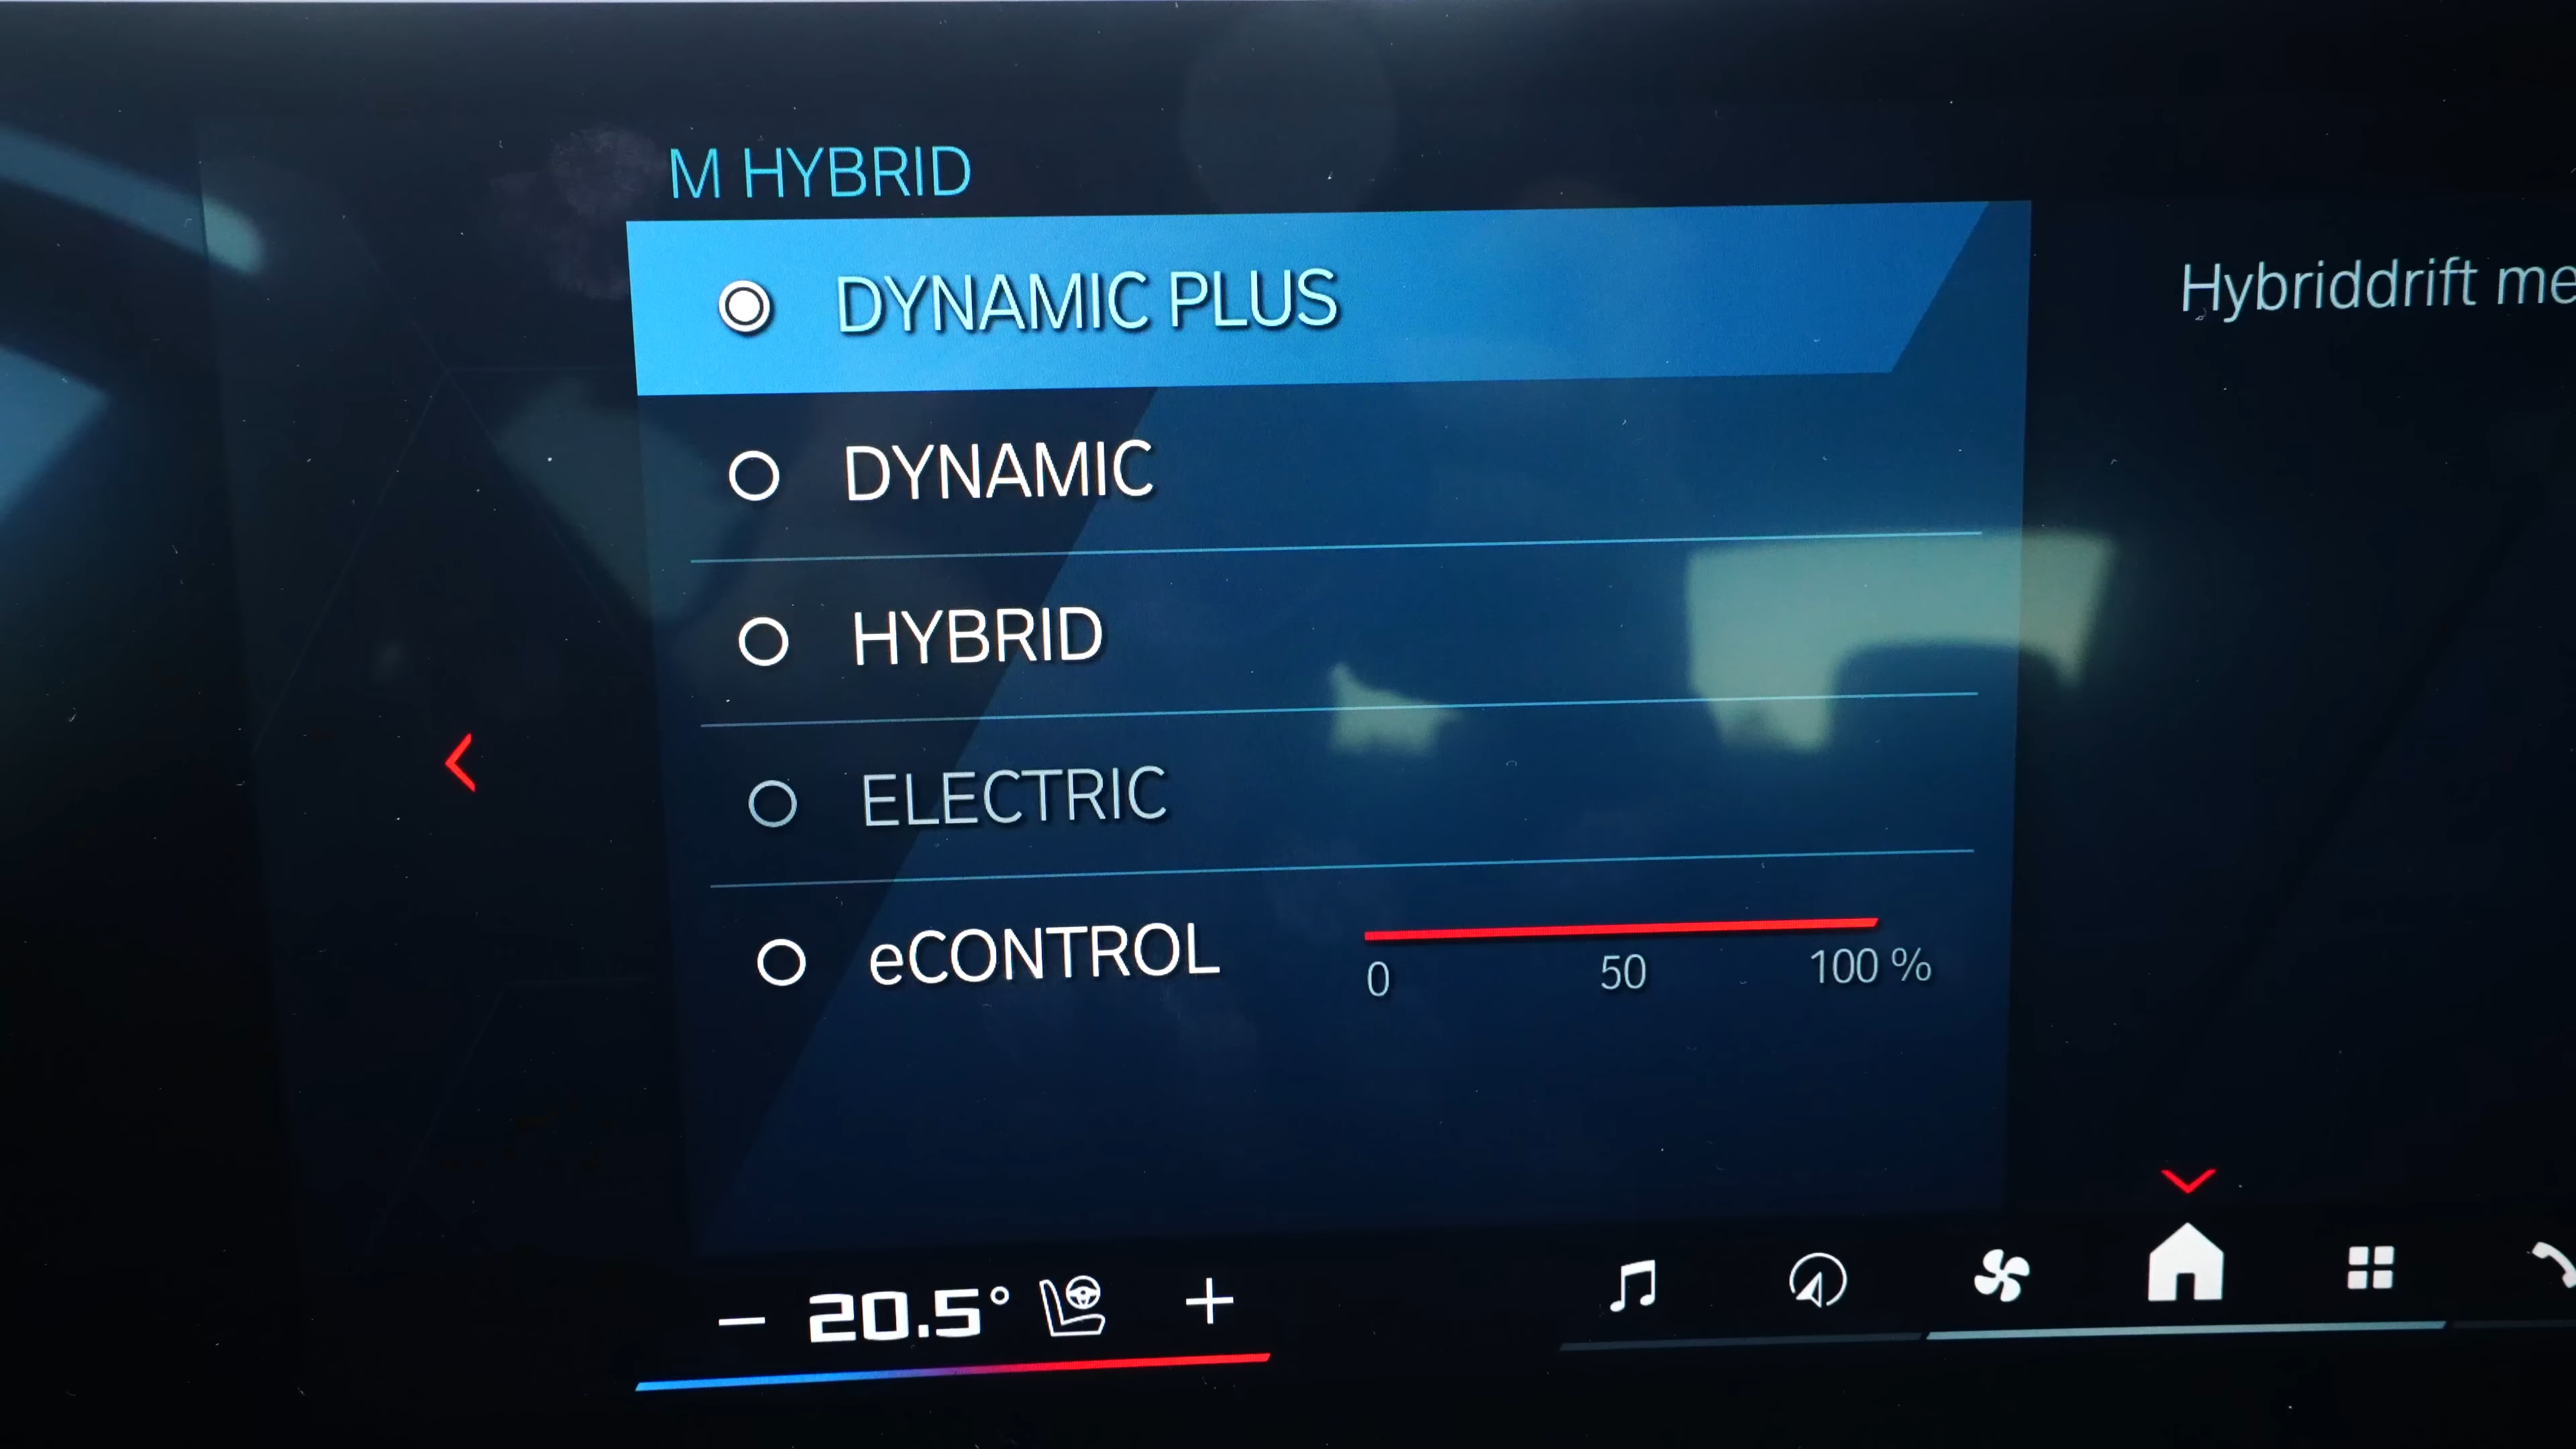 M HYBRID
DYNAMIC PLUS
Hybriddrift me
DYNAMIC
HYBRID
ELECTRIC
eCONTROL
0 50 100 %
20.5°